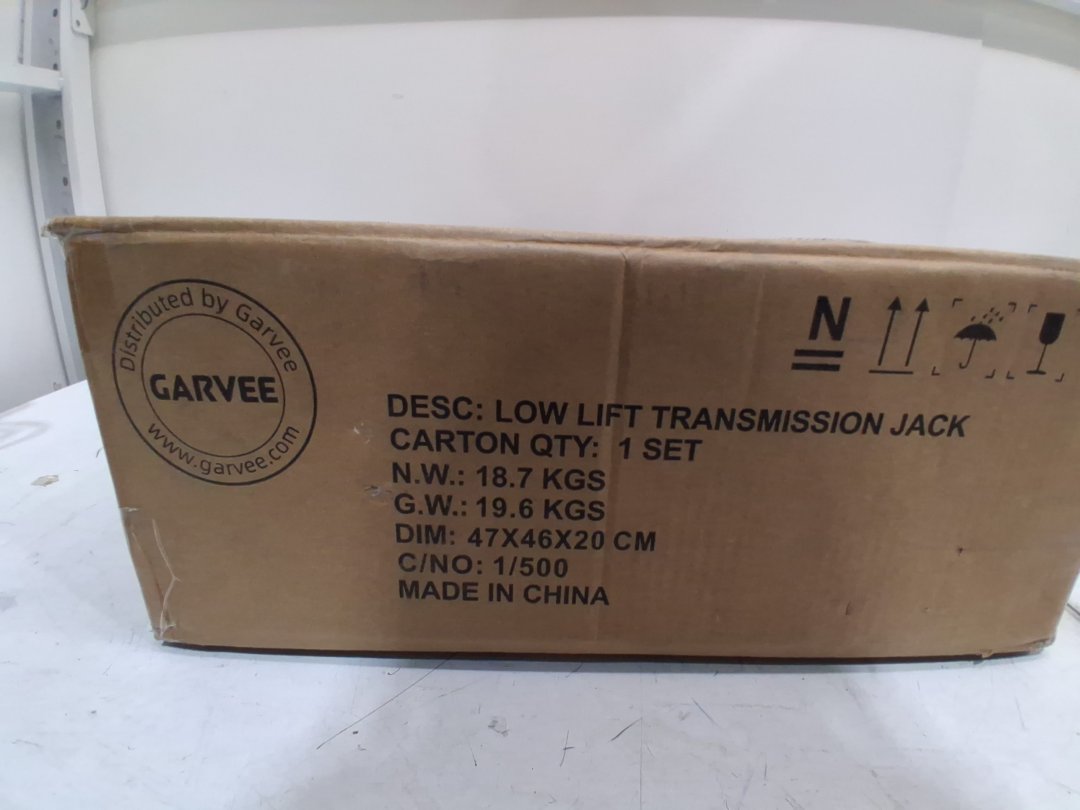 Distributed by Garvee
GARVEE
www.garvee.com
N
DESC: LOW LIFT TRANSMISSION JACK
CARTON QTY: 1 SET
N.W.: 18.7 KGS
G.W.: 19.6 KGS
DIM: 47X46X20 CM
C/NO: 1/500
MADE IN CHINA